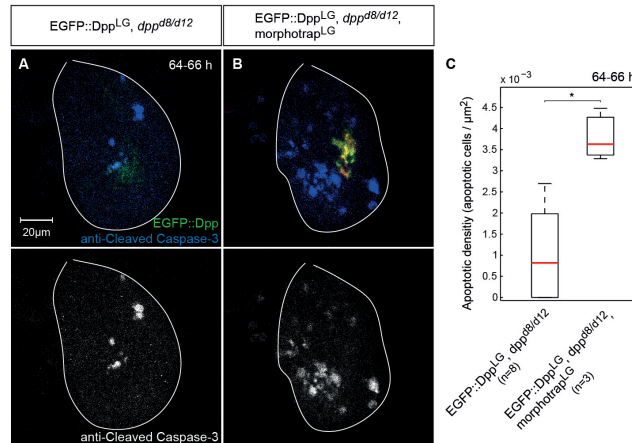 EGFP::Dpp^LG, dpp^d8/d12
EGFP::Dpp^LG, dpp^d8/d12,
morphotrap^LG
A
64-66 h
20µm
EGFP::Dpp
anti-Cleaved Caspase-3
B
anti-Cleaved Caspase-3
C
x 10^-3
64-66 h
*
Apoptotic densitiy (apoptotic cells / µm²)
4.5
3.5
3
2.5
1.5
1
0.5
0
EGFP::Dpp^LG, dpp^d8/d12
(n=8)
EGFP::Dpp^LG, dpp^d8/d12,
morphotrap^LG
(n=3)